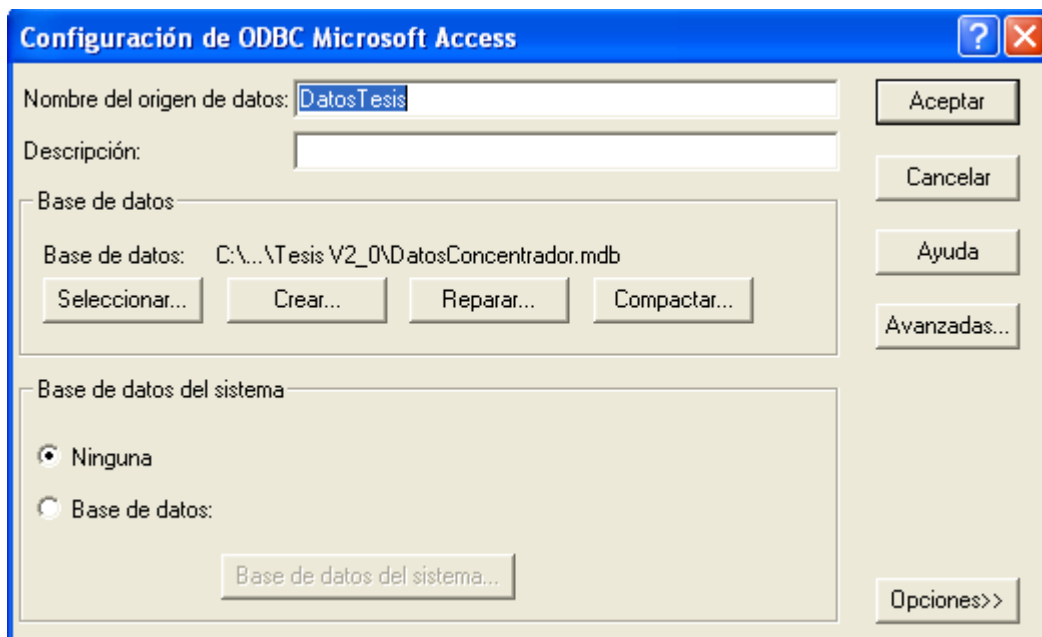 Configuración de ODBC Microsoft Access
Nombre del origen de datos: DatosTesis
Aceptar
Descripción:
Cancelar
Base de datos
Base de datos: C:\...\Tesis V2_0\DatosConcentrador.mdb
Ayuda
Seleccionar... Crear... Reparar... Compactar...
Avanzadas...
Base de datos del sistema
Ninguna
Base de datos:
Base de datos del sistema...
Opciones>>